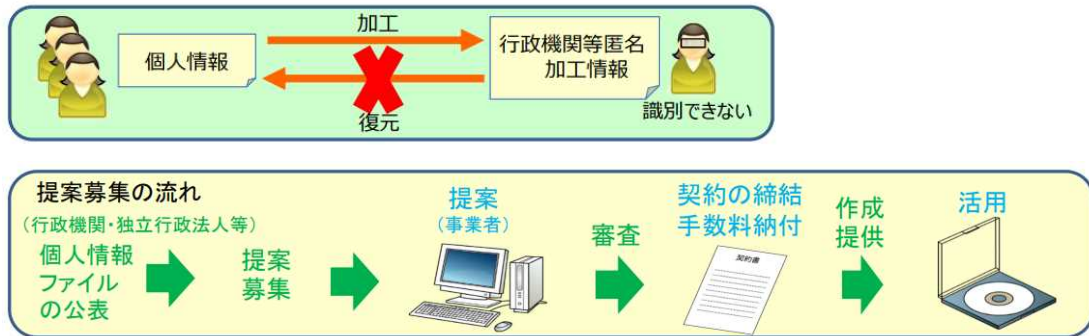 加工
個人情報
行政機関等匿名
加工情報
復元
識別できない
提案募集の流れ
（行政機関・独立行政法人等）
個人情報
ファイル
の公表
提案
募集
提案
（事業者）
審査
契約の締結
手数料納付
契約書
作成
提供
活用